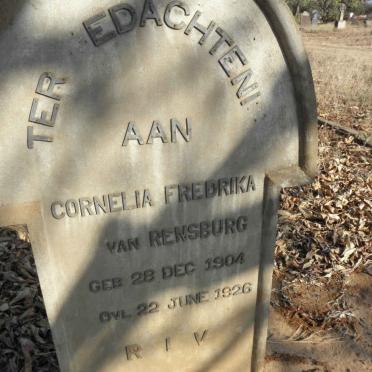 TER EDACHTENI
AAN
CORNELIA FREDRIKA
VAN RENSBURG
GEB 28 DEC 1904
OVL 22 JUNE 1926
R I V